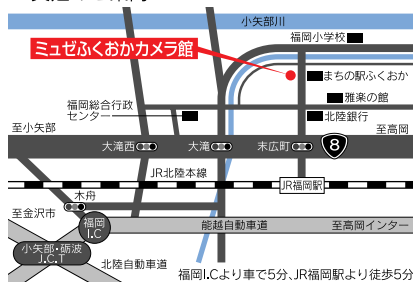 小矢部川
福岡小学校
ミュゼふくおかカメラ館
まちの駅ふくおか
雅楽の館
福岡総合行政
センター
北陸銀行
至小矢部
至高岡
大滝西
大滝
末広町
8
JR北陸本線
JR福岡駅
木舟
至金沢市
福岡
I.C
能越自動車道
至高岡インター
小矢部・砺波
J.C.T
北陸自動車道
福岡I.Cより車で5分、JR福岡駅より徒歩5分